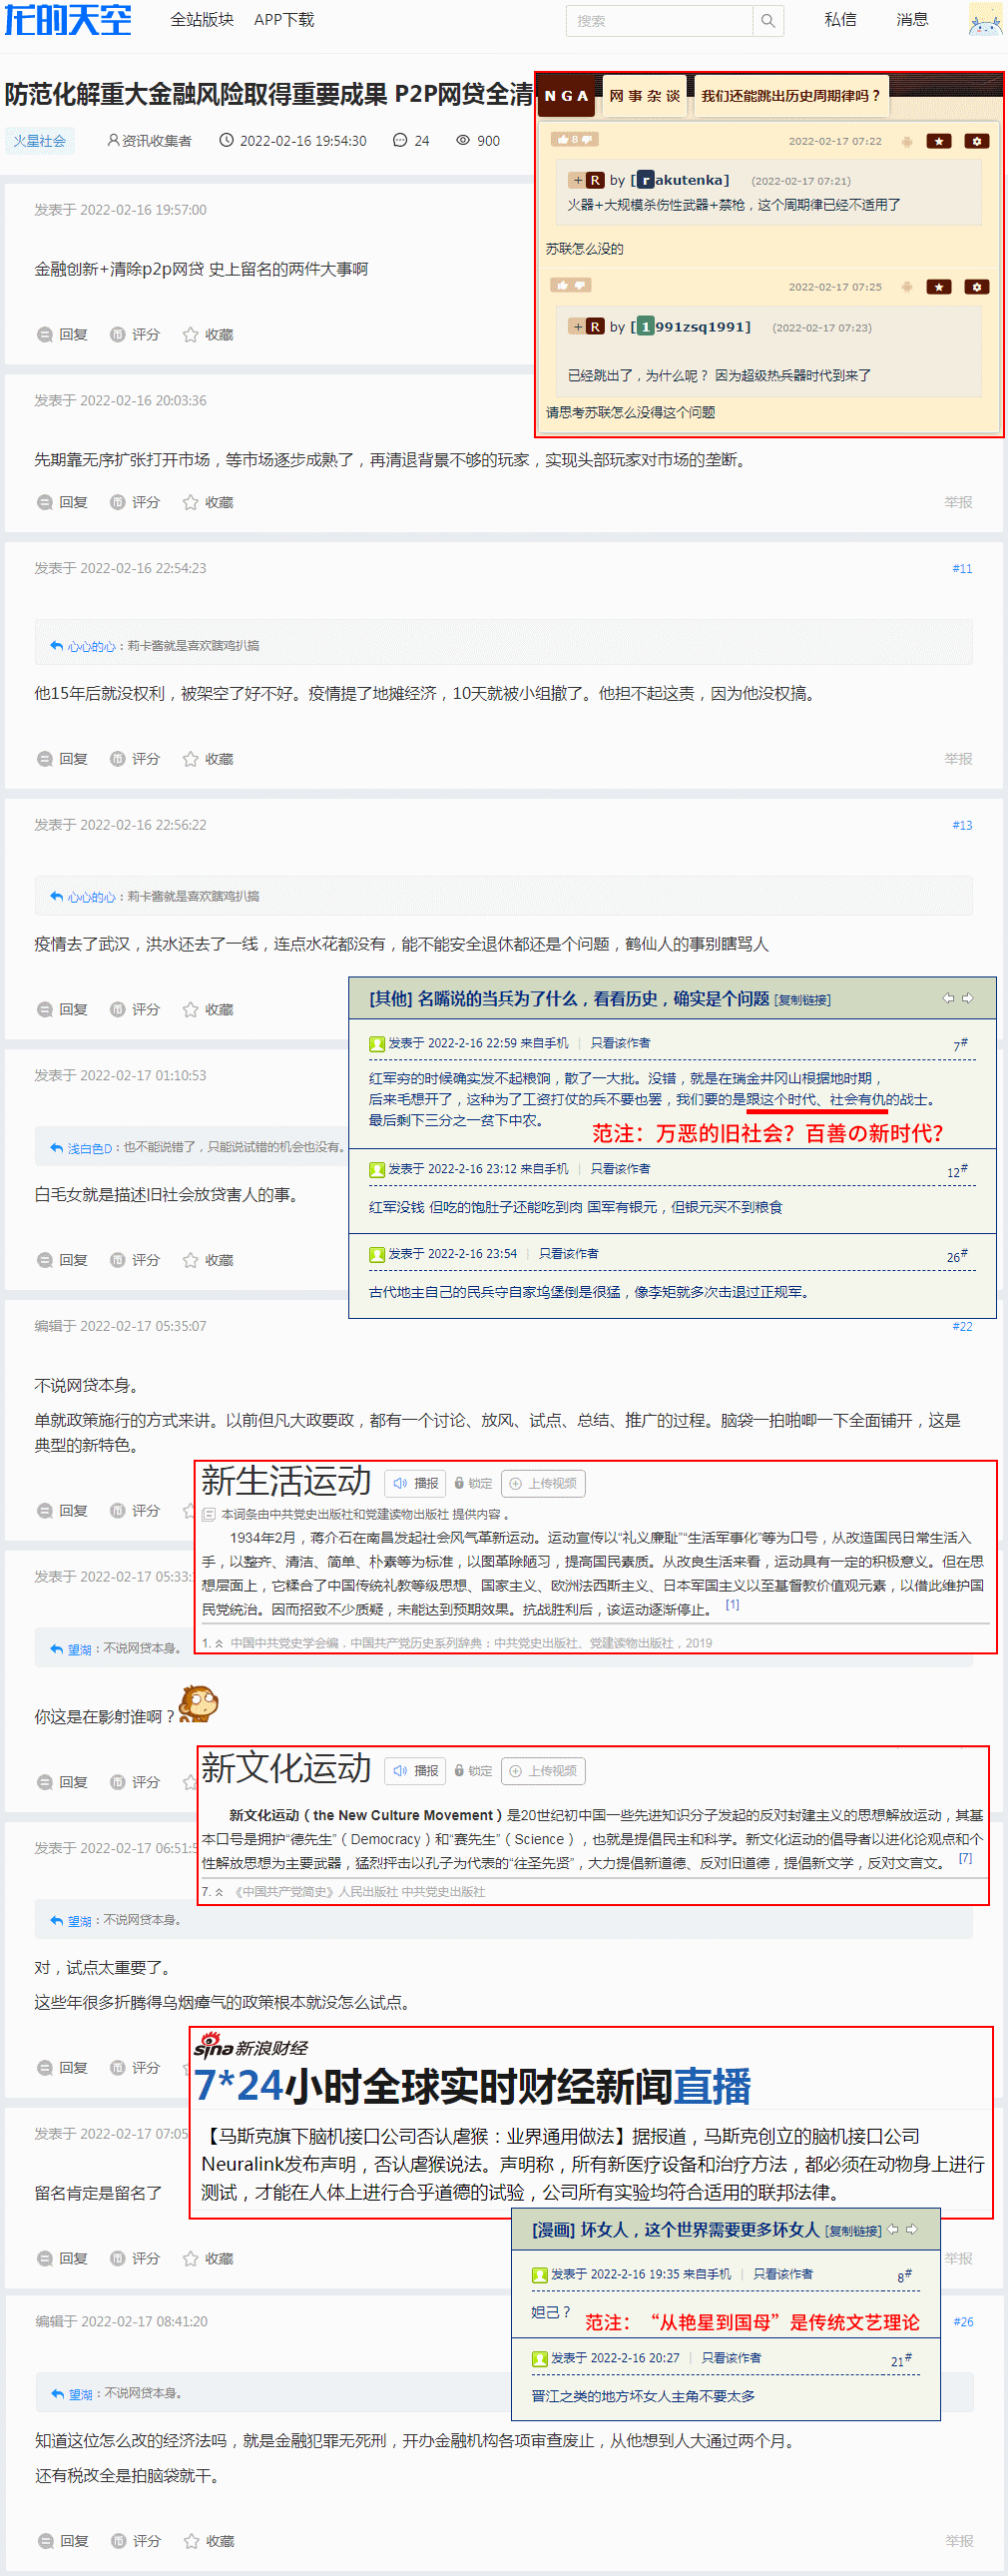 龙的天空 全站版块 APP下载 搜索 私信 消息
防范化解重大金融风险取得重要成果 P2P网贷全清
火星社会 资讯收集者 2022-02-16 19:54:30 24 900
NGA 网事杂谈 我们还能跳出历史周期律吗？
8 2022-02-17 07:22
+ R by [rakutenka] (2022-02-17 07:21)
火器+大规模杀伤性武器+禁枪，这个周期律已经不适用了
苏联怎么没的
2022-02-17 07:25
+ R by [1991zsq1991] (2022-02-17 07:23)
已经跳出了，为什么呢？ 因为超级热兵器时代到来了
请思考苏联怎么没得这个问题
发表于 2022-02-16 19:57:00
金融创新+清除p2p网贷 史上留名的两件大事啊
回复 评分 收藏
发表于 2022-02-16 20:03:36
先期靠无序扩张打开市场，等市场逐步成熟了，再清退背景不够的玩家，实现头部玩家对市场的垄断。
回复 评分 收藏 举报
发表于 2022-02-16 22:54:23 #11
心心的心：莉卡酱就是喜欢瞎鸡扒搞
他15年后就没权利，被架空了好不好。疫情提了地摊经济，10天就被小组撤了。他担不起这责，因为他没权搞。
回复 评分 收藏 举报
发表于 2022-02-16 22:56:22 #13
心心的心：莉卡酱就是喜欢瞎鸡扒搞
疫情去了武汉，洪水还去了一线，连点水花都没有，能不能安全退休都还是个问题，鹤仙人的事别瞎骂人
回复 评分 收藏
[其他] 名嘴说的当兵为了什么，看看历史，确实是个问题 [复制链接]
发表于 2022-2-16 22:59 来自手机 | 只看该作者 7#
红军穷的时候确实发不起粮饷，散了一大批。没错，就是在瑞金井冈山根据地时期，
后来毛想开了，这种为了工资打仗的兵不要也罢，我们要的是跟这个时代、社会有仇的战士。
最后剩下三分之一贫下中农。
范注：万恶的旧社会？百善の新时代？
发表于 2022-2-16 23:12 来自手机 | 只看该作者 12#
红军没钱 但吃的饱肚子还能吃到肉 国军有银元，但银元买不到粮食
发表于 2022-2-16 23:54 | 只看该作者 26#
古代地主自己的民兵守自家坞堡倒是很猛，像李矩就多次击退过正规军。
发表于 2022-02-17 01:10:53
浅白色D：也不能说错了，只能说试错的机会也没有。
白毛女就是描述旧社会放贷害人的事。
回复 评分 收藏
编辑于 2022-02-17 05:35:07 #22
不说网贷本身。
单就政策施行的方式来讲。以前但凡大政要政，都有一个讨论、放风、试点、总结、推广的过程。脑袋一拍啪唧一下全面铺开，这是
典型的新特色。
回复 评分
新生活运动 播报 锁定 上传视频
本词条由中共党史出版社和党建读物出版社 提供内容 。
1934年2月，蒋介石在南昌发起社会风气革新运动。运动宣传以“礼义廉耻”“生活军事化”等为口号，从改造国民日常生活入
手，以整齐、清洁、简单、朴素等为标准，以图革除陋习，提高国民素质。从改良生活来看，运动具有一定的积极意义。但在思
想层面上，它糅合了中国传统礼教等级思想、国家主义、欧洲法西斯主义、日本军国主义以至基督教价值观元素，以借此维护国
民党统治。因而招致不少质疑，未能达到预期效果。抗战胜利后，该运动逐渐停止。 [1]
1. 中国中共党史学会编．中国共产党历史系列辞典：中共党史出版社、党建读物出版社，2019
发表于 2022-02-17 05:33:
望湖：不说网贷本身。
你这是在影射谁啊？
回复 评分
新文化运动 播报 锁定 上传视频
新文化运动（the New Culture Movement）是20世纪初中国一些先进知识分子发起的反对封建主义的思想解放运动，其基
本口号是拥护“德先生”（Democracy）和“赛先生”（Science），也就是提倡民主和科学。新文化运动的倡导者以进化论观点和个
性解放思想为主要武器，猛烈抨击以孔子为代表的“往圣先贤”，大力提倡新道德、反对旧道德，提倡新文学，反对文言文。 [7]
7. 《中国共产党简史》人民出版社 中共党史出版社
发表于 2022-02-17 06:51:5
望湖：不说网贷本身。
对，试点太重要了。
这些年很多折腾得乌烟瘴气的政策根本就没怎么试点。
回复 评分
sina 新浪财经
7*24小时全球实时财经新闻直播
【马斯克旗下脑机接口公司否认虐猴：业界通用做法】据报道，马斯克创立的脑机接口公司
Neuralink发布声明，否认虐猴说法。声明称，所有新医疗设备和治疗方法，都必须在动物身上进行
测试，才能在人体上进行合乎道德的试验，公司所有实验均符合适用的联邦法律。
发表于 2022-02-17 07:05
留名肯定是留名了
回复 评分 收藏 举报
[漫画] 坏女人，这个世界需要更多坏女人 [复制链接]
发表于 2022-2-16 19:35 来自手机 | 只看该作者 8#
妲己？ 范注：“从艳星到国母”是传统文艺理论
发表于 2022-2-16 20:27 | 只看该作者 21#
晋江之类的地方坏女人主角不要太多
编辑于 2022-02-17 08:41:20 #26
望湖：不说网贷本身。
知道这位怎么改的经济法吗，就是金融犯罪无死刑，开办金融机构各项审查废止，从他想到人大通过两个月。
还有税改全是拍脑袋就干。
回复 评分 收藏 举报